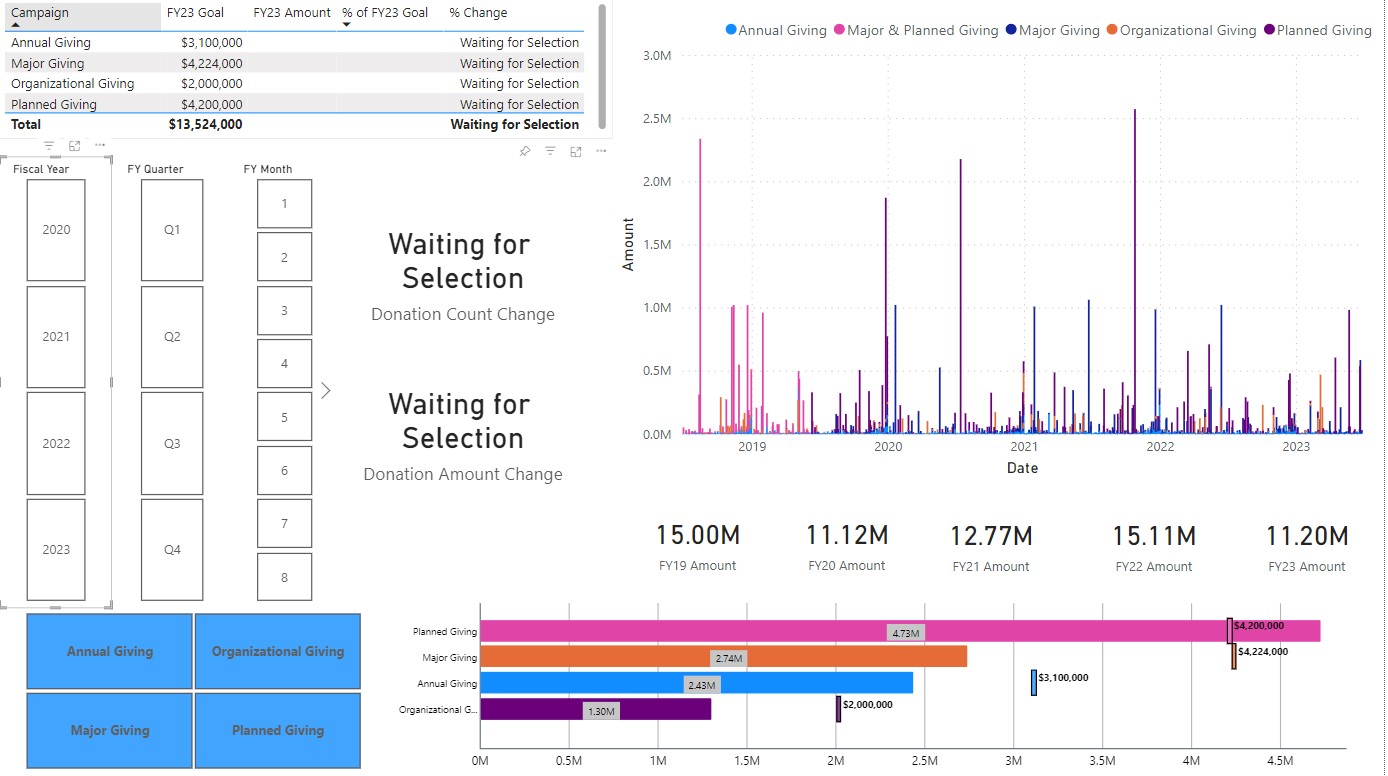 Campaign FY23 Goal FY23 Amount % of FY23 Goal % Change
Annual Giving $3,100,000 Waiting for Selection
Major Giving $4,224,000 Waiting for Selection
Organizational Giving $2,000,000 Waiting for Selection
Planned Giving $4,200,000 Waiting for Selection
Total $13,524,000 Waiting for Selection
Fiscal Year
2020
2021
2022
2023
FY Quarter
Q1
Q2
Q3
Q4
FY Month
1
2
3
4
5
6
7
8
Waiting for
Selection
Donation Count Change
Waiting for
Selection
Donation Amount Change
Annual Giving Major & Planned Giving Major Giving Organizational Giving Planned Giving
Amount
3.0M
2.5M
2.0M
1.5M
1.0M
0.5M
0.0M
2019 2020 2021 2022 2023
Date
15.00M 11.12M 12.77M 15.11M 11.20M
FY19 Amount FY20 Amount FY21 Amount FY22 Amount FY23 Amount
Annual Giving Organizational Giving
Major Giving Planned Giving
Planned Giving 4.73M $4,200,000
Major Giving 2.74M $4,224,000
Annual Giving 2.43M $3,100,000
Organizational G... 1.30M $2,000,000
0M 0.5M 1M 1.5M 2M 2.5M 3M 3.5M 4M 4.5M